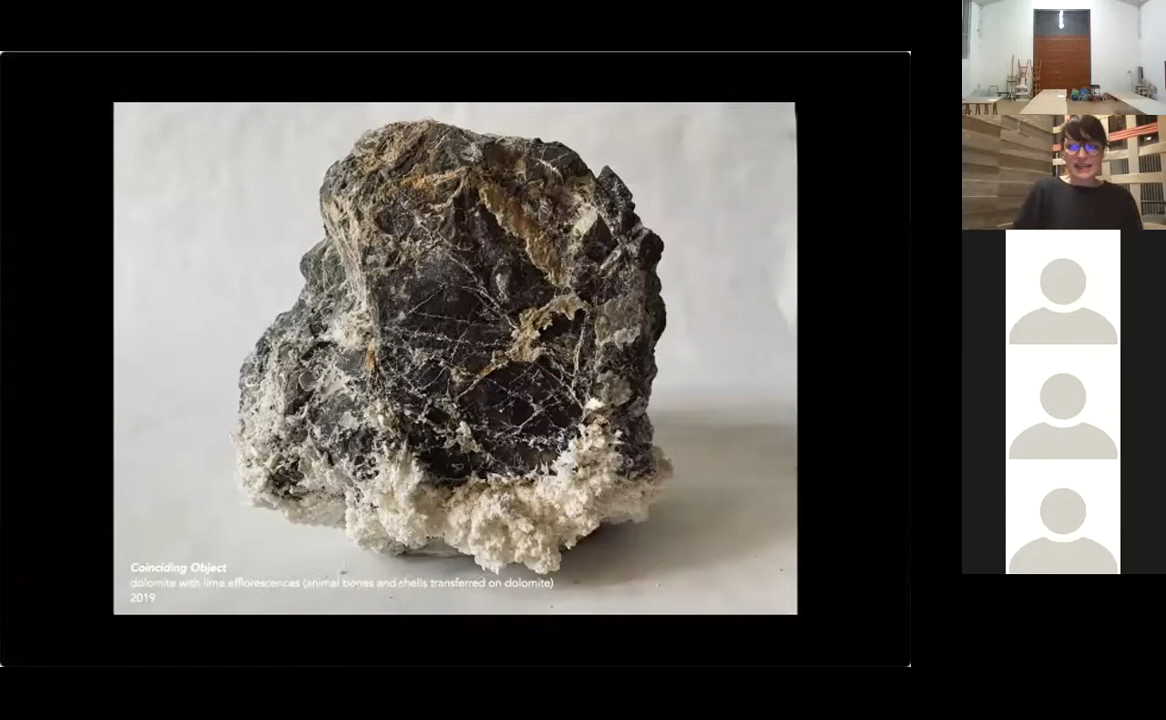 Coinciding Object
dolomite with lime efflorescences (animal bones and shells transferred on dolomite)
2019